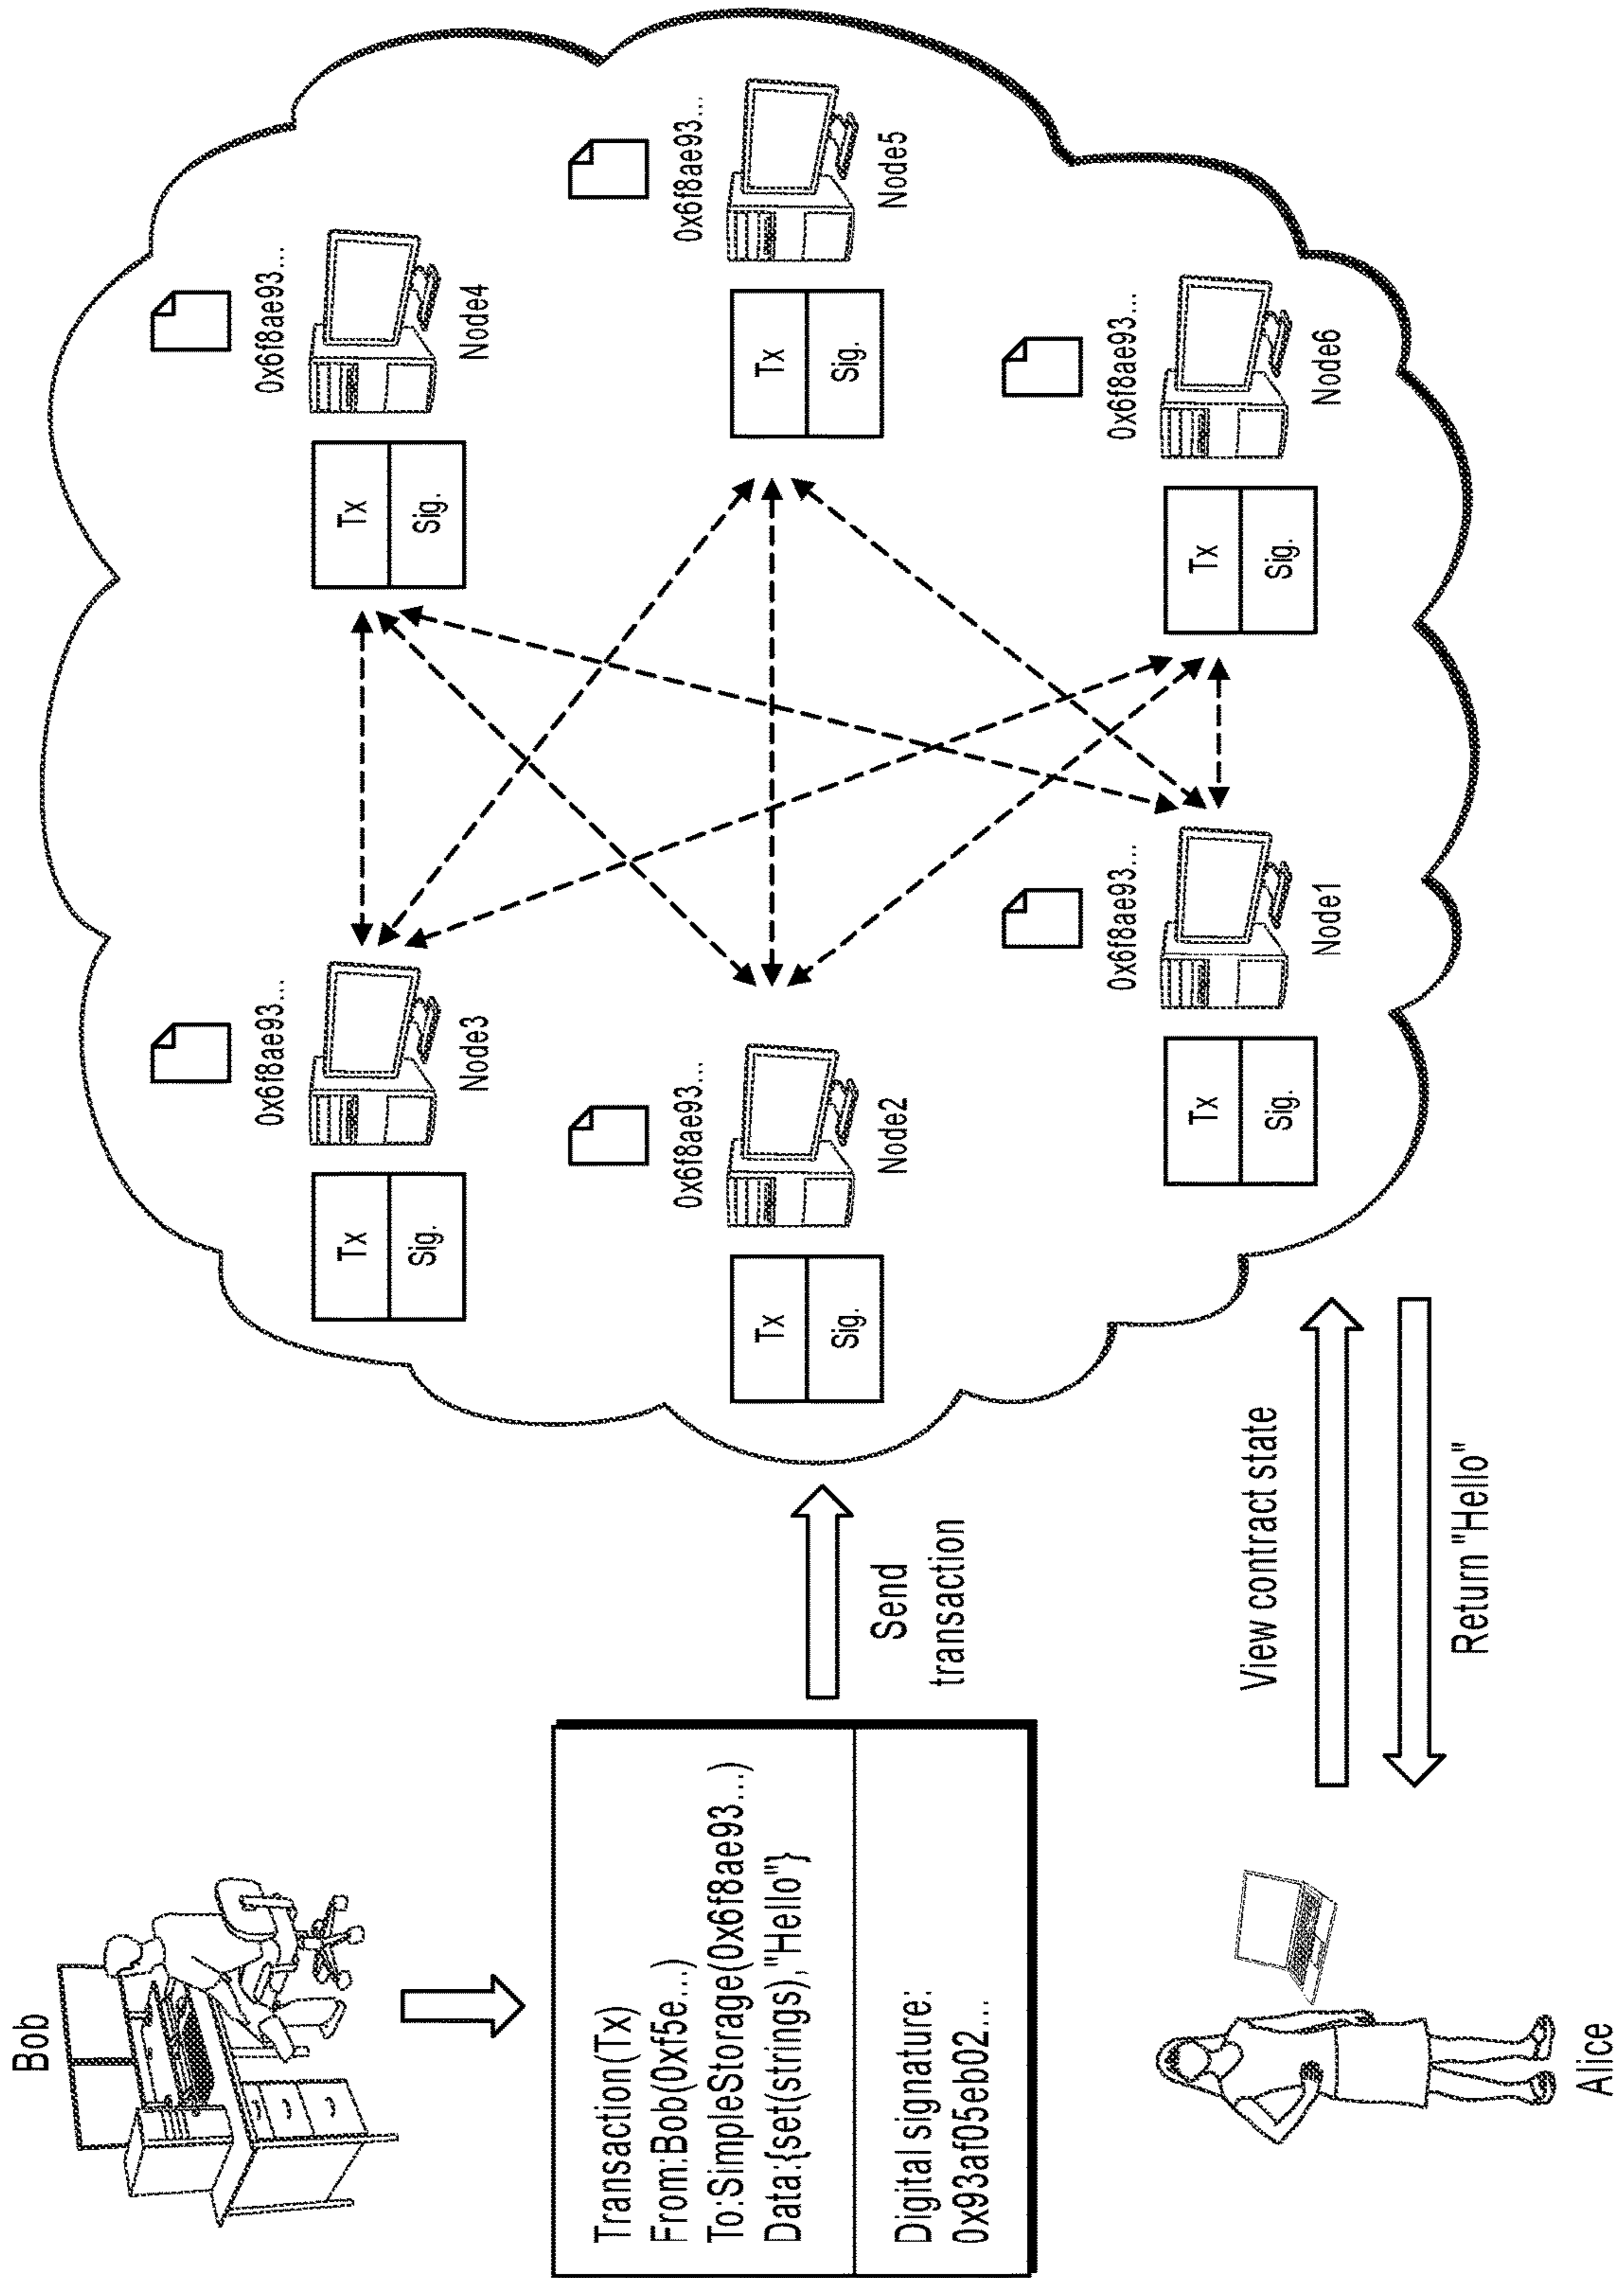 Bob
Transaction(Tx)
From:Bob(0xf5e...)
To:SimpleStorage(0x6f8ae93...)
Data:{set(strings),"Hello"}
Digital signature:
0x93af05eb02...
Send
transaction
Alice
View contract state
Return "Hello"
0x6f8ae93...
Tx
Sig.
Node3
0x6f8ae93...
Tx
Sig.
Node4
0x6f8ae93...
Tx
Sig.
Node2
0x6f8ae93...
Tx
Sig.
Node5
0x6f8ae93...
Tx
Sig.
Node1
0x6f8ae93...
Tx
Sig.
Node6